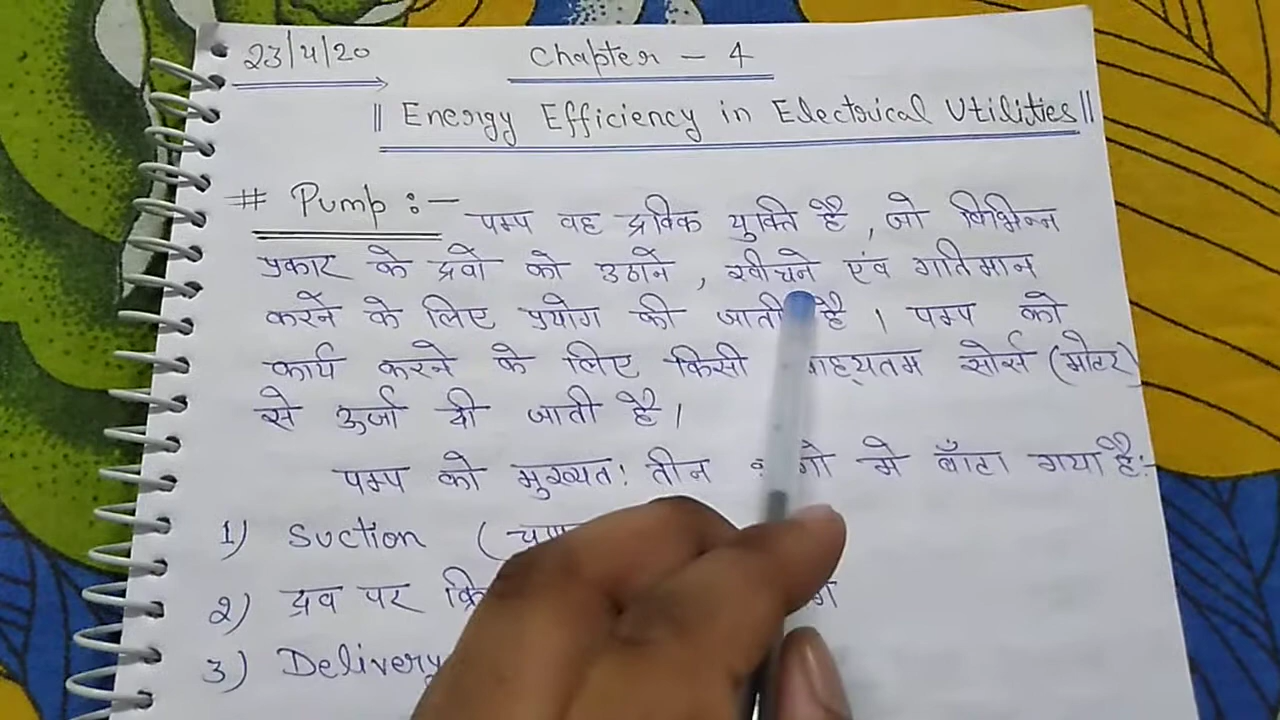 23/4/20
Chapter - 4
|| Energy Efficiency in Electrical Utilities ||
# Pump :- पम्प वह द्रविक युक्ति है , जो विभिन्न
प्रकार के द्रवो को उठाने , खीचने एंव गतिमान
करने के लिए प्रयोग की जाती है । पम्प को
कार्य करने के लिए किसी सोर्स (मोटर)
से ऊर्जा दी जाती है ।
पम्प को मुख्यत: तीन मे बाँटा गया है:-
1) Suction
2) द्रव पर
3) Delivery